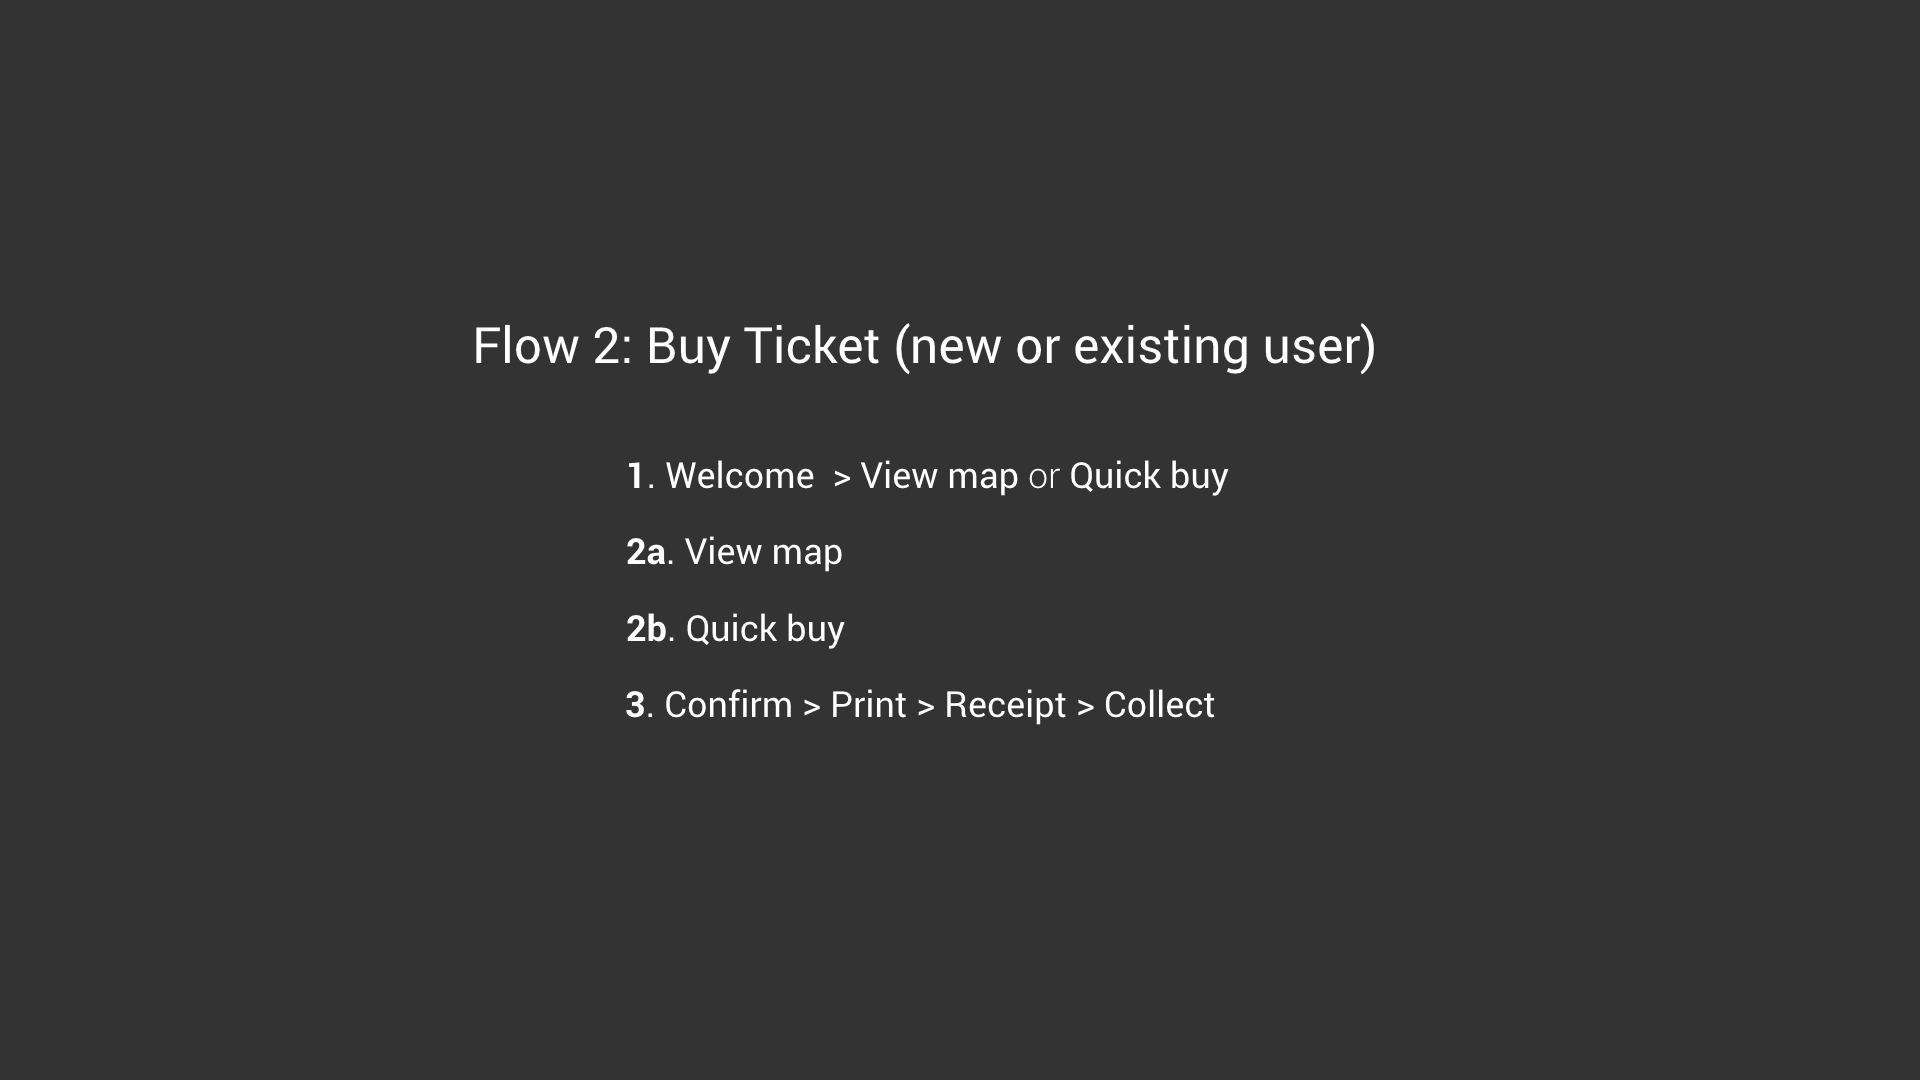 Flow 2: Buy Ticket (new or existing user)
1. Welcome  > View map or Quick buy
2a. View map
2b. Quick buy
3. Confirm > Print > Receipt > Collect